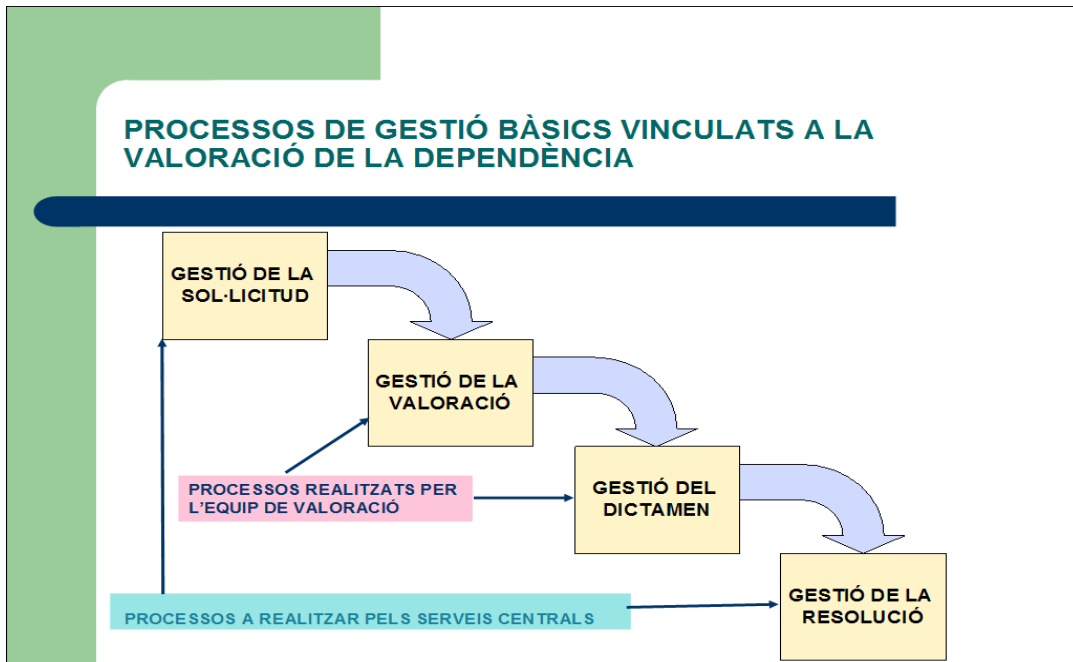 PROCESSOS DE GESTIÓ BÀSICS VINCULATS A LA
VALORACIÓ DE LA DEPENDÈNCIA
GESTIÓ DE LA
SOL·LICITUD
GESTIÓ DE LA
VALORACIÓ
PROCESSOS REALITZATS PER
L'EQUIP DE VALORACIÓ
GESTIÓ DEL
DICTAMEN
GESTIÓ DE LA
RESOLUCIÓ
PROCESSOS A REALITZAR PELS SERVEIS CENTRALS